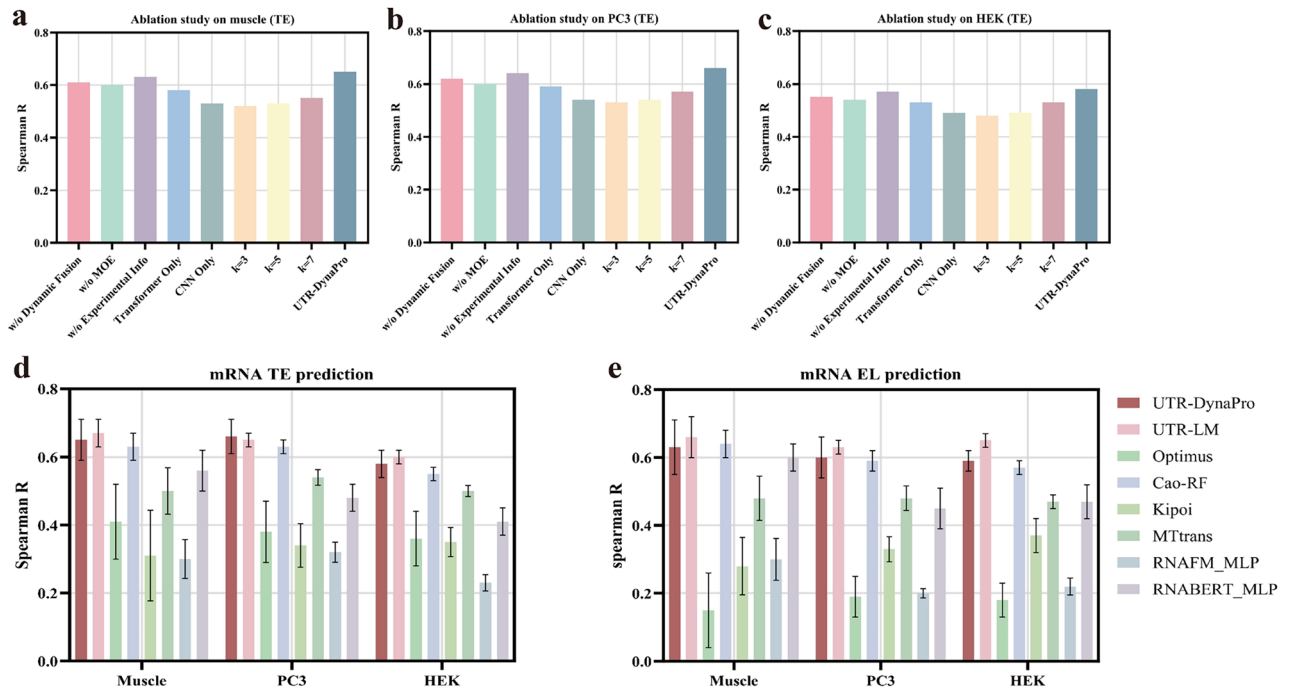 a
Ablation study on muscle (TE)
Spearman R
0.8
0.6
0.4
0.2
0.0
w/o Dynamic Fusion
w/o MOE
w/o Experimental Info
Transformer Only
CNN Only
k=3
k=5
k=7
UTR-DynaPro
b
Ablation study on PC3 (TE)
Spearman R
0.8
0.6
0.4
0.2
0.0
w/o Dynamic Fusion
w/o MOE
w/o Experimental Info
Transformer Only
CNN Only
k=3
k=5
k=7
UTR-DynaPro
c
Ablation study on HEK (TE)
Spearman R
0.8
0.6
0.4
0.2
0.0
w/o Dynamic Fusion
w/o MOE
w/o Experimental Info
Transformer Only
CNN Only
k=3
k=5
k=7
UTR-DynaPro
d
mRNA TE prediction
Spearman R
0.8
0.6
0.4
0.2
0.0
Muscle
PC3
HEK
e
mRNA EL prediction
spearman R
0.8
0.6
0.4
0.2
0.0
Muscle
PC3
HEK
UTR-DynaPro
UTR-LM
Optimus
Cao-RF
Kipoi
MTtrans
RNAFM_MLP
RNABERT_MLP